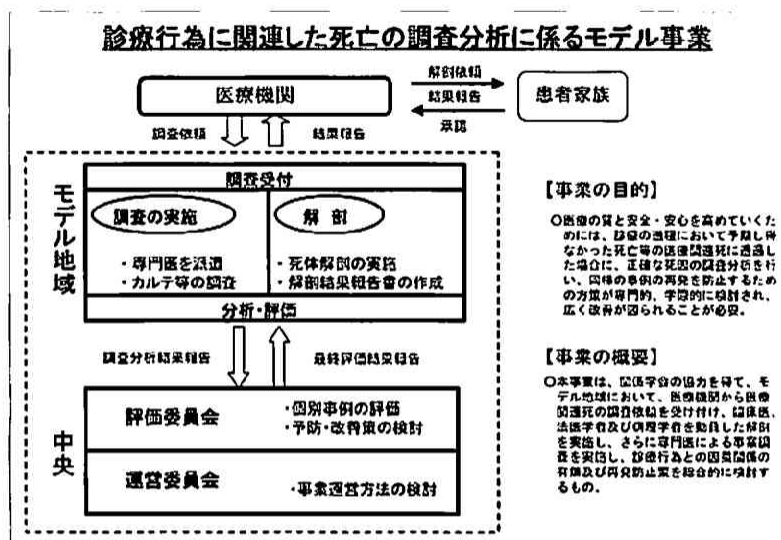 診療行為に関連した死亡の調査分析に係るモデル事業
医療機関
解剖依頼
結果報告
承諾
患者家族
調査依頼
結果報告
モデル地域
調査受付
調査の実施
解 剖
・専門医を派遣
・カルテ等の調査
・死体解剖の実施
・解剖結果報告書の作成
分析・評価
調査分析結果報告
最終評価結果報告
中央
評価委員会
・個別事例の評価
・予防・改善策の検討
運営委員会
・事業運営方法の検討
【事業の目的】
○医療の質と安全・安心を高めていくた
めには、診療の過程において予期し得
なかった死亡等の医療関連死に遭遇し
た場合に、正確な死因の調査分析を行
い、同様の事例の再発を防止するため
の方策が専門的、学際的に検討され、
広く改善が図られることが必要。
【事業の概要】
○本事業は、関係学会の協力を得て、モ
デル地域において、医療機関から医療
関連死の調査依頼を受け付け、臨床医、
法医学者及び病理学者を動員した解剖
を実施し、さらに専門医による事案調
査を実施し、診療行為との因果関係の
有無及び再発防止策を総合的に検討す
るもの。